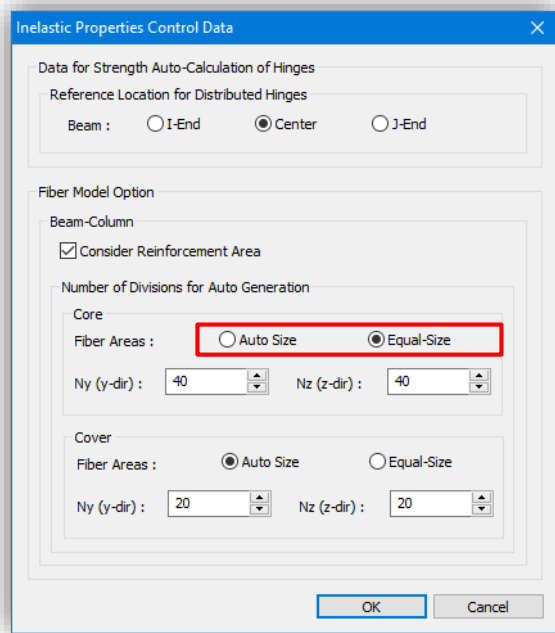 Inelastic Properties Control Data
Data for Strength Auto-Calculation of Hinges
Reference Location for Distributed Hinges
Beam : I-End Center J-End
Fiber Model Option
Beam-Column
Consider Reinforcement Area
Number of Divisions for Auto Generation
Core
Fiber Areas : Auto Size Equal-Size
Ny (y-dir) : 40 Nz (z-dir) : 40
Cover
Fiber Areas : Auto Size Equal-Size
Ny (y-dir) : 20 Nz (z-dir) : 20
OK Cancel